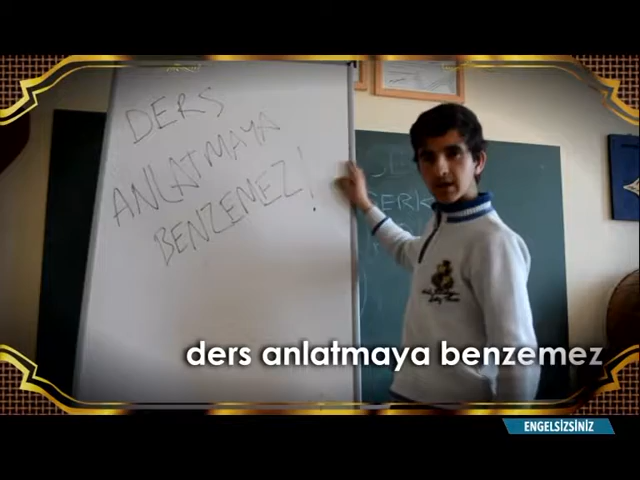 DERS
ANLATMAYA
BENZEMEZ!
ders anlatmaya benzemez
ENGELSİZSİNİZ